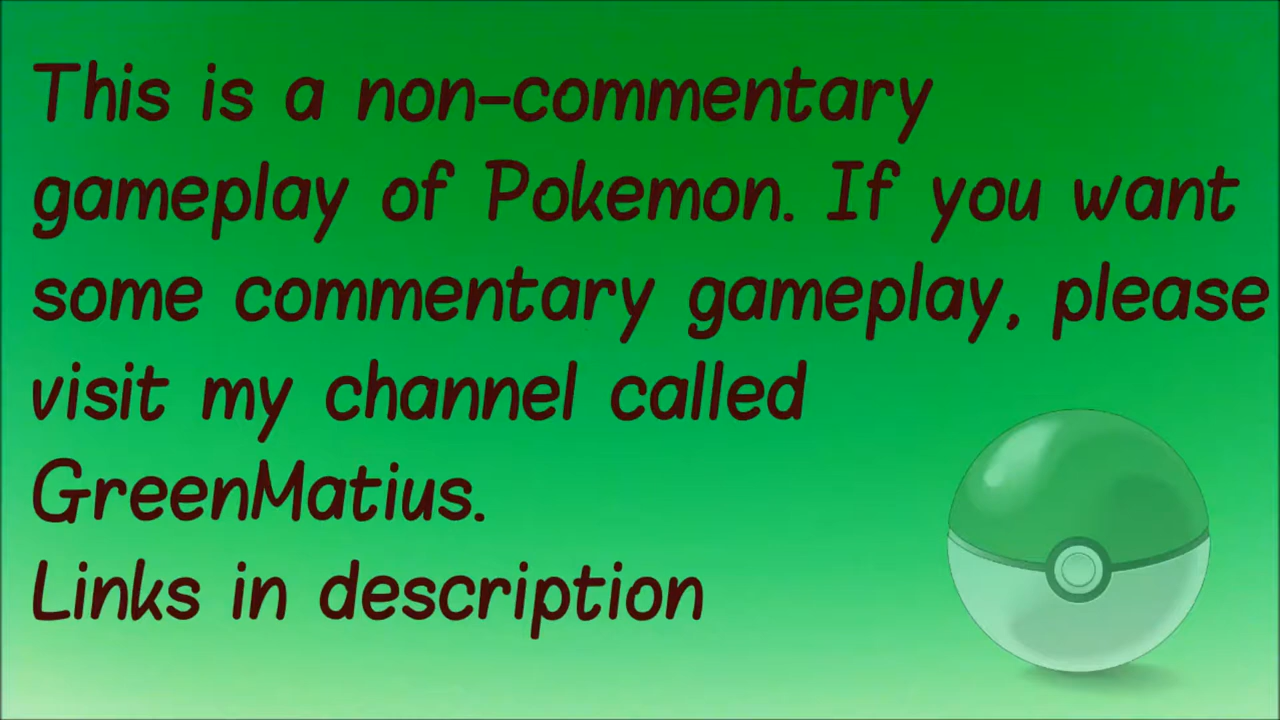 This is a non-commentary
gameplay of Pokemon. If you want
some commentary gameplay, please
visit my channel called
GreenMatius.
Links in description